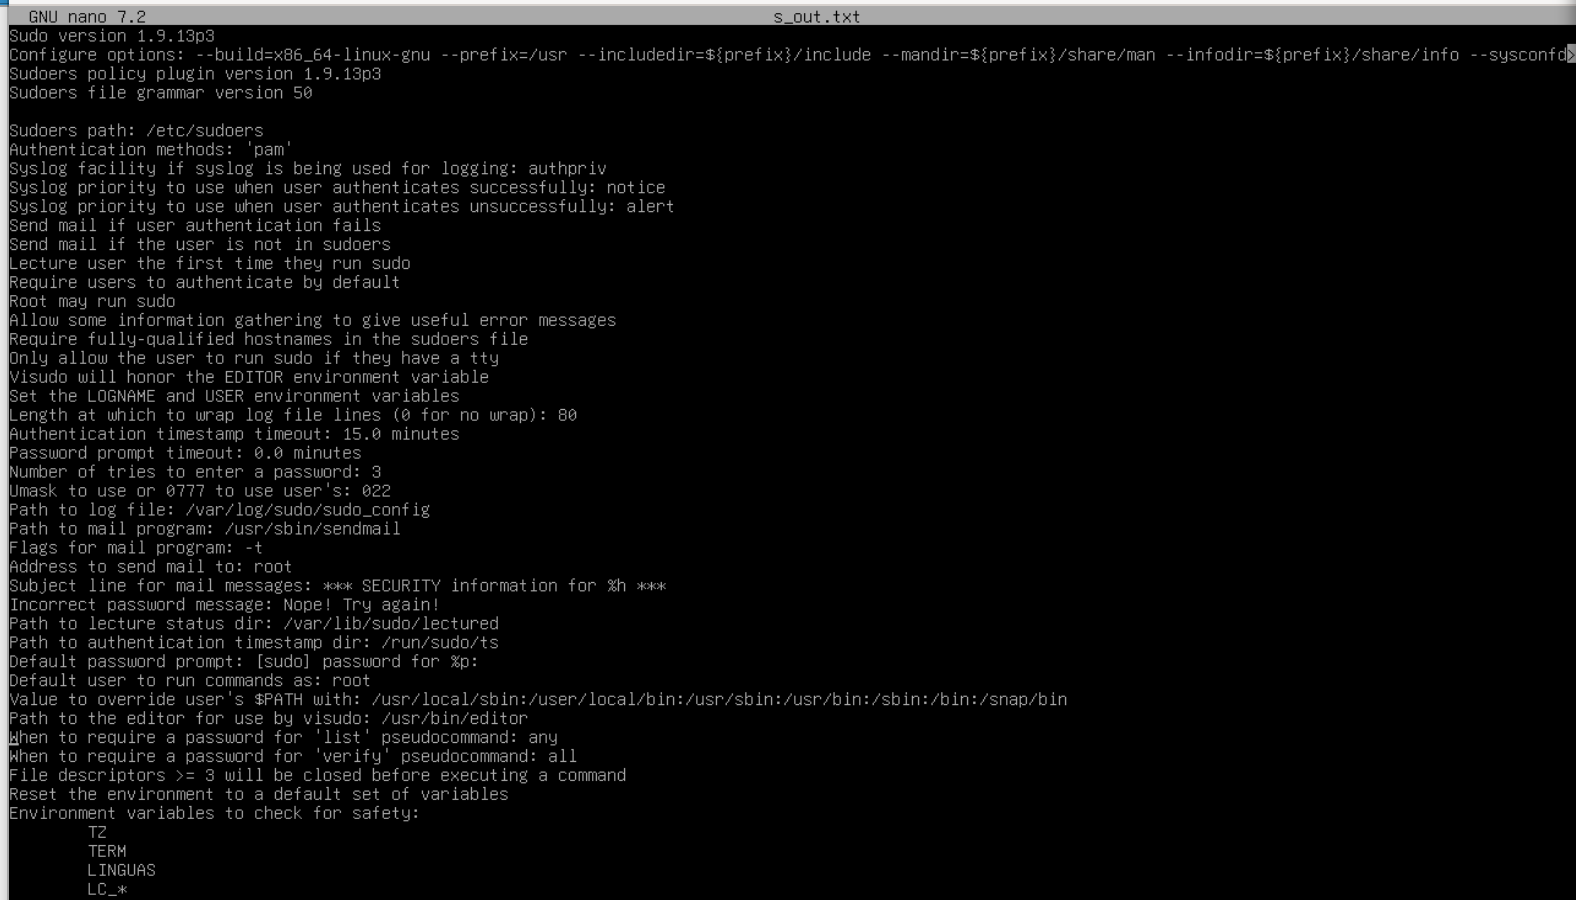 GNU nano 7.2 s_out.txt
Sudo version 1.9.13p3
Configure options: --build=x86_64-linux-gnu --prefix=/usr --includedir=${prefix}/include --mandir=${prefix}/share/man --infodir=${prefix}/share/info --sysconfd>
Sudoers policy plugin version 1.9.13p3
Sudoers file grammar version 50
Sudoers path: /etc/sudoers
Authentication methods: 'pam'
Syslog facility if syslog is being used for logging: authpriv
Syslog priority to use when user authenticates successfully: notice
Syslog priority to use when user authenticates unsuccessfully: alert
Send mail if user authentication fails
Send mail if the user is not in sudoers
Lecture user the first time they run sudo
Require users to authenticate by default
Root may run sudo
Allow some information gathering to give useful error messages
Require fully-qualified hostnames in the sudoers file
Only allow the user to run sudo if they have a tty
Visudo will honor the EDITOR environment variable
Set the LOGNAME and USER environment variables
Length at which to wrap log file lines (0 for no wrap): 80
Authentication timestamp timeout: 15.0 minutes
Password prompt timeout: 0.0 minutes
Number of tries to enter a password: 3
Umask to use or 0777 to use user's: 022
Path to log file: /var/log/sudo/sudo_config
Path to mail program: /usr/sbin/sendmail
Flags for mail program: -t
Address to send mail to: root
Subject line for mail messages: *** SECURITY information for %h ***
Incorrect password message: Nope! Try again!
Path to lecture status dir: /var/lib/sudo/lectured
Path to authentication timestamp dir: /run/sudo/ts
Default password prompt: [sudo] password for %p:
Default user to run commands as: root
Value to override user's $PATH with: /usr/local/sbin:/user/local/bin:/usr/sbin:/usr/bin:/sbin:/bin:/snap/bin
Path to the editor for use by visudo: /usr/bin/editor
When to require a password for 'list' pseudocommand: any
When to require a password for 'verify' pseudocommand: all
File descriptors >= 3 will be closed before executing a command
Reset the environment to a default set of variables
Environment variables to check for safety:
TZ
TERM
LINGUAS
LC_*